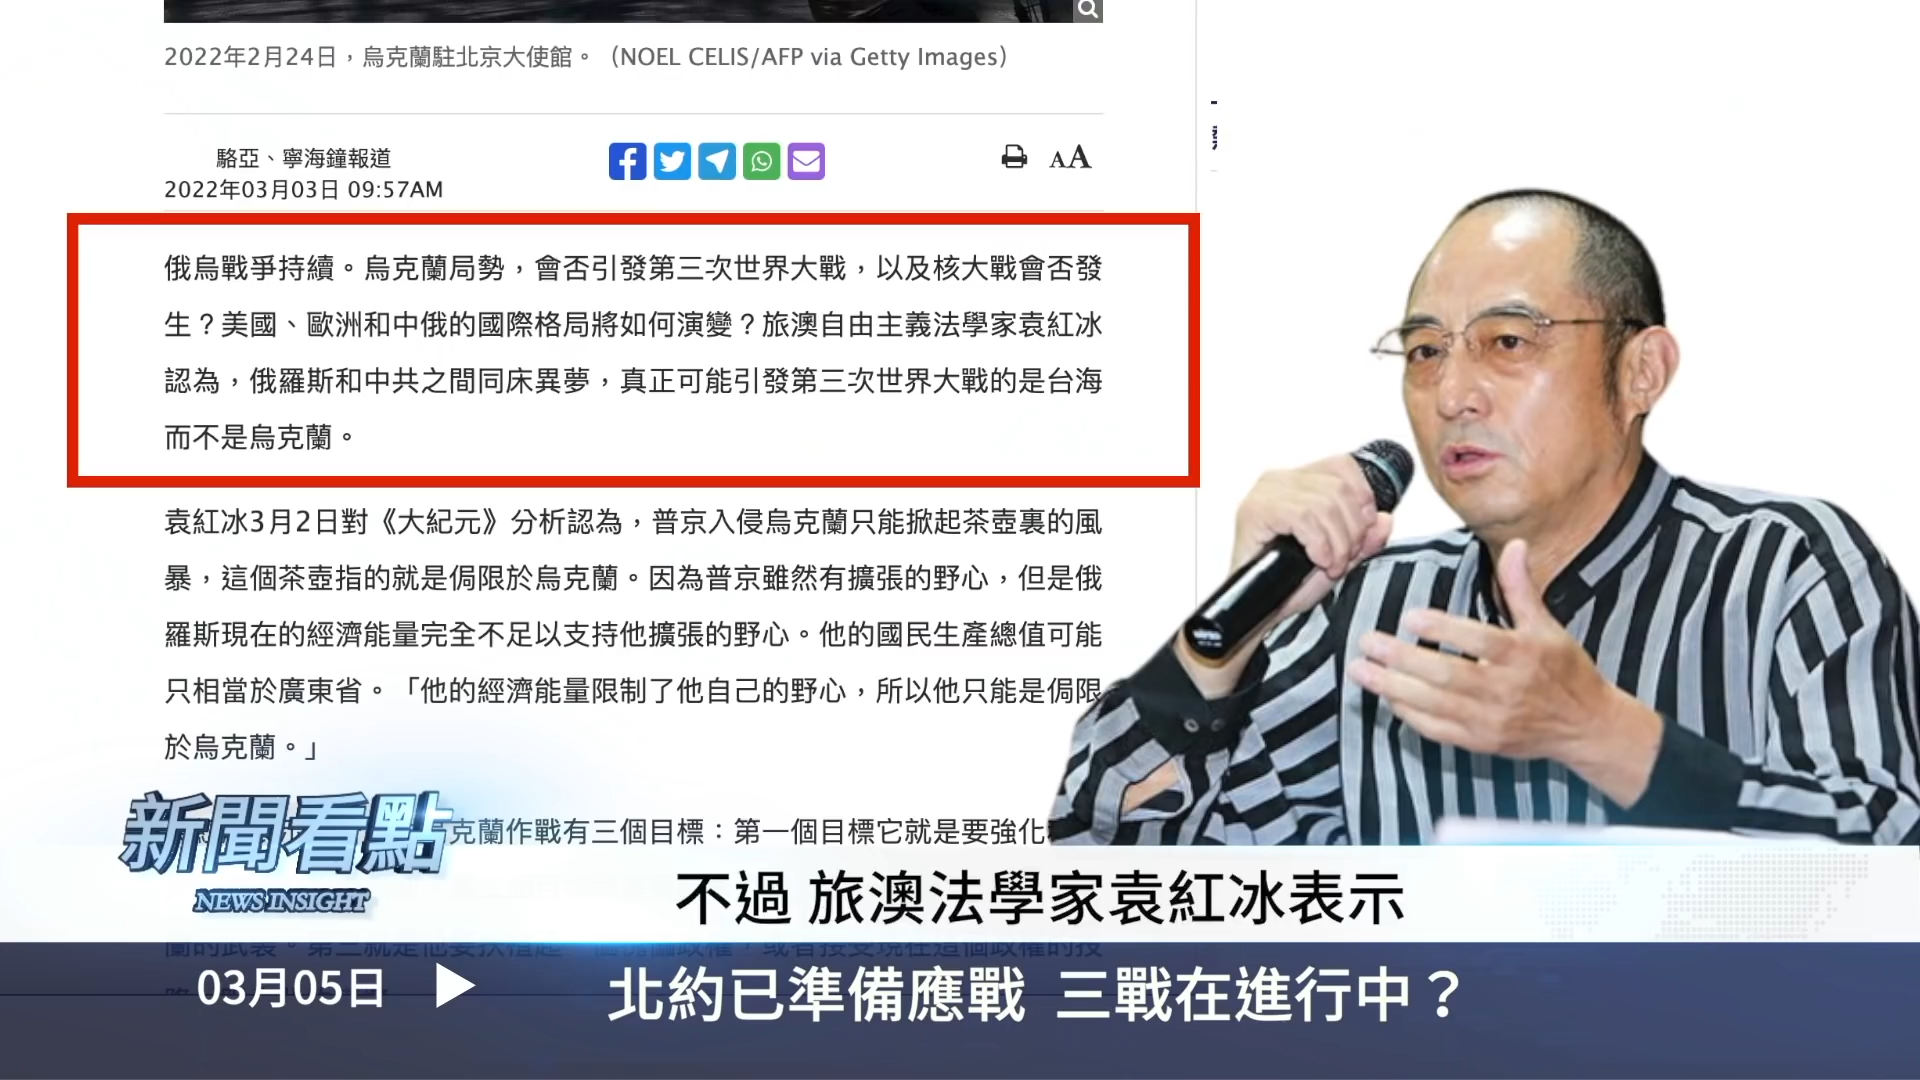 2022年2月24日，烏克蘭駐北京大使館。（NOEL CELIS/AFP via Getty Images）
駱亞、寧海鐘報道
2022年03月03日 09:57AM
AA
俄烏戰爭持續。烏克蘭局勢，會否引發第三次世界大戰，以及核大戰會否發
生？美國、歐洲和中俄的國際格局將如何演變？旅澳自由主義法學家袁紅冰
認為，俄羅斯和中共之間同床異夢，真正可能引發第三次世界大戰的是台海
而不是烏克蘭。
袁紅冰3月2日對《大紀元》分析認為，普京入侵烏克蘭只能掀起茶壺裏的風
暴，這個茶壺指的就是侷限於烏克蘭。因為普京雖然有擴張的野心，但是俄
羅斯現在的經濟能量完全不足以支持他擴張的野心。他的國民生產總值可能
只相當於廣東省。「他的經濟能量限制了他自己的野心，所以他只能是侷限
於烏克蘭。」
克蘭作戰有三個目標：第一個目標它就是要強化
新聞看點
NEWS INSIGHT
不過 旅澳法學家袁紅冰表示
03月05日
北約已準備應戰 三戰在進行中？